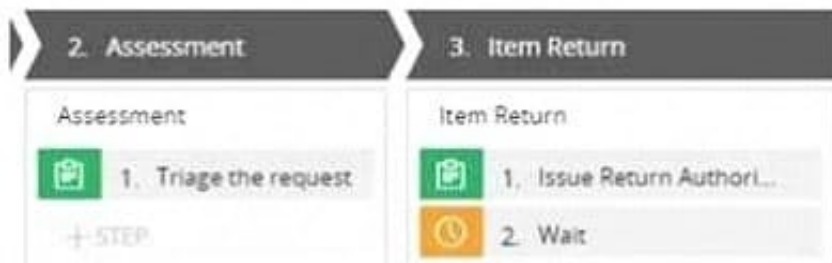 2. Assessment
3. Item Return
Assessment
1. Triage the request
+ STEP
Item Return
1. Issue Return Authori...
2. Wait